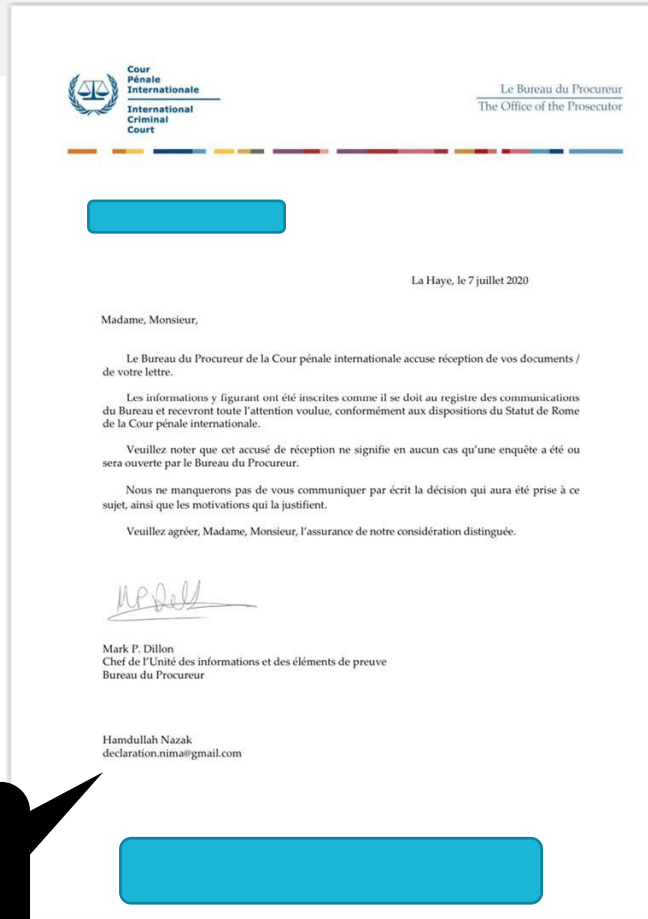 Cour
Pénale
Internationale
International
Criminal
Court
Le Bureau du Procureur
The Office of the Prosecutor
La Haye, le 7 juillet 2020
Madame, Monsieur,
Le Bureau du Procureur de la Cour pénale internationale accuse réception de vos documents /
de votre lettre.
Les informations y figurant ont été inscrites comme il se doit au registre des communications
du Bureau et recevront toute l'attention voulue, conformément aux dispositions du Statut de Rome
de la Cour pénale internationale.
Veuillez noter que cet accusé de réception ne signifie en aucun cas qu'une enquête a été ou
sera ouverte par le Bureau du Procureur.
Nous ne manquerons pas de vous communiquer par écrit la décision qui aura été prise à ce
sujet, ainsi que les motivations qui la justifient.
Veuillez agréer, Madame, Monsieur, l'assurance de notre considération distinguée.
Mark P. Dillon
Chef de l'Unité des informations et des éléments de preuve
Bureau du Procureur
Hamdullah Nazak
declaration.nima@gmail.com